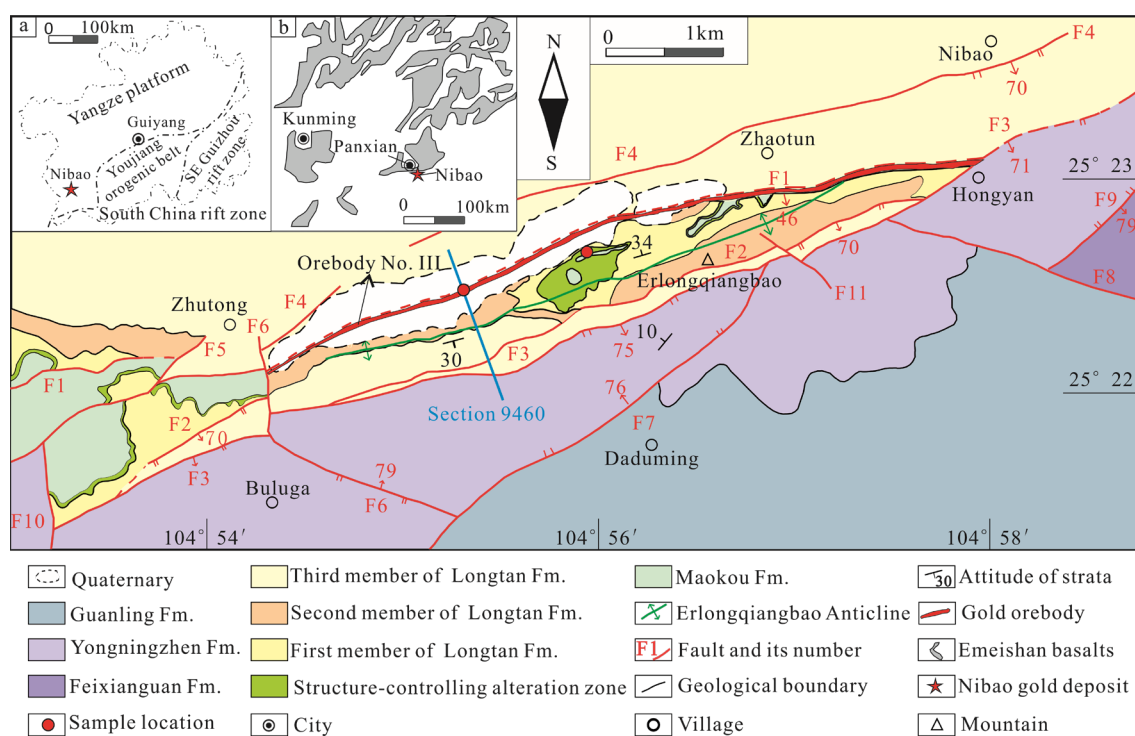 a
0 100km
Yangze platform
Guiyang
Youjiang
orogenic belt
SE Guizhou
rift zone
Nibao
South China rift zone
b
Kunming
Panxian
Nibao
0 100km
N
S
0 1km
Nibao
F4
70
F3
71
Zhaotun
F4
F1
46
Hongyan
25° 23′
F9
79
F8
34
F2
70
Erlongqiangbao
F11
Orebody No. III
Zhutong
F4
F6
F5
F1
30
F3
75
10
76
25° 22′
Section 9460
F2
70
F3
F7
Daduming
79
F6
Buluga
F10
104° 54′
104° 56′
104° 58′
Quaternary
Third member of Longtan Fm.
Maokou Fm.
30 Attitude of strata
Guanling Fm.
Second member of Longtan Fm.
Erlongqiangbao Anticline
Gold orebody
Yongningzhen Fm.
First member of Longtan Fm.
F1 Fault and its number
Emeishan basalts
Feixianguan Fm.
Structure-controlling alteration zone
Geological boundary
Nibao gold deposit
Sample location
City
Village
Mountain